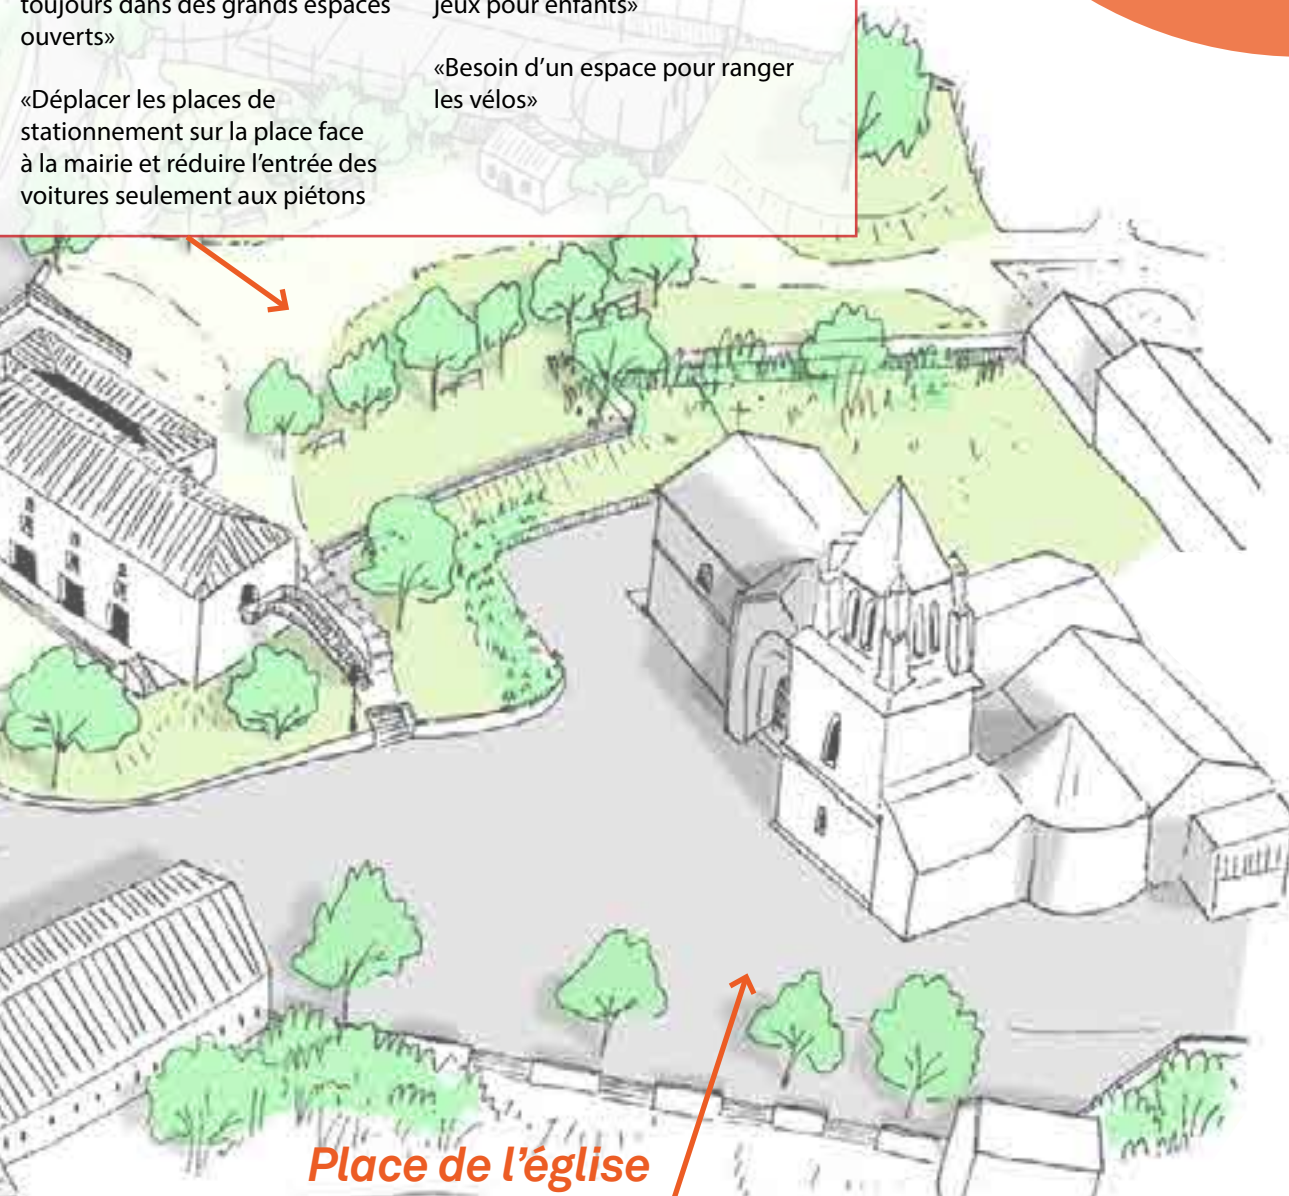 toujours dans des grands espaces
ouverts»
«Déplacer les places de
stationnement sur la place face
à la mairie et réduire l'entrée des
voitures seulement aux piétons
jeux pour enfants»
«Besoin d'un espace pour ranger
les vélos»
Place de l'église